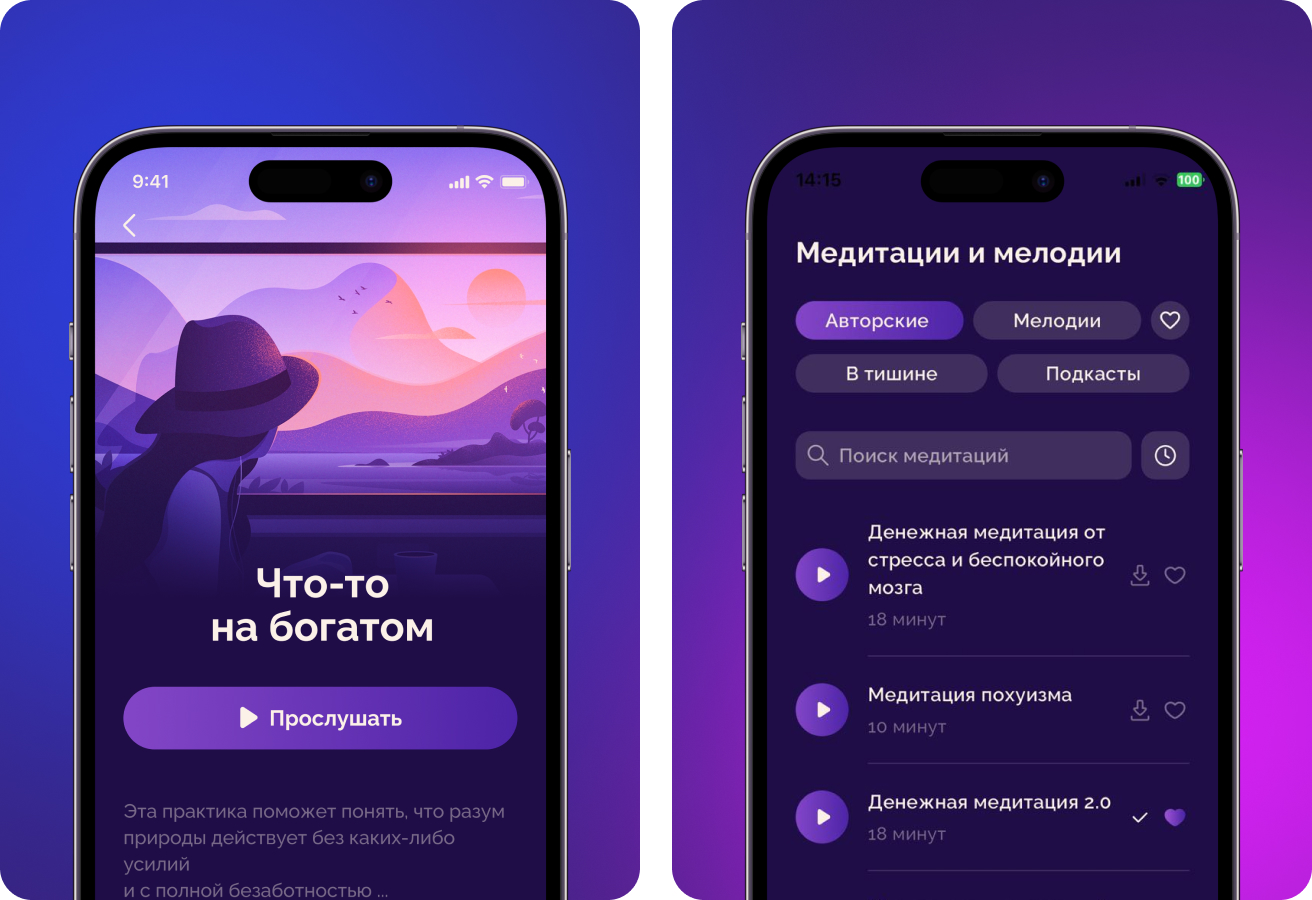 9:41
Что-то
на богатом
Прослушать
Эта практика поможет понять, что разум
природы действует без каких-либо
усилий
и с полной безаботностью ...
14:15
100
Медитации и мелодии
Авторские
Мелодии
В тишине
Подкасты
Поиск медитаций
Денежная медитация от
стресса и беспокойного
мозга
18 минут
Медитация похуизма
10 минут
Денежная медитация 2.0
18 минут